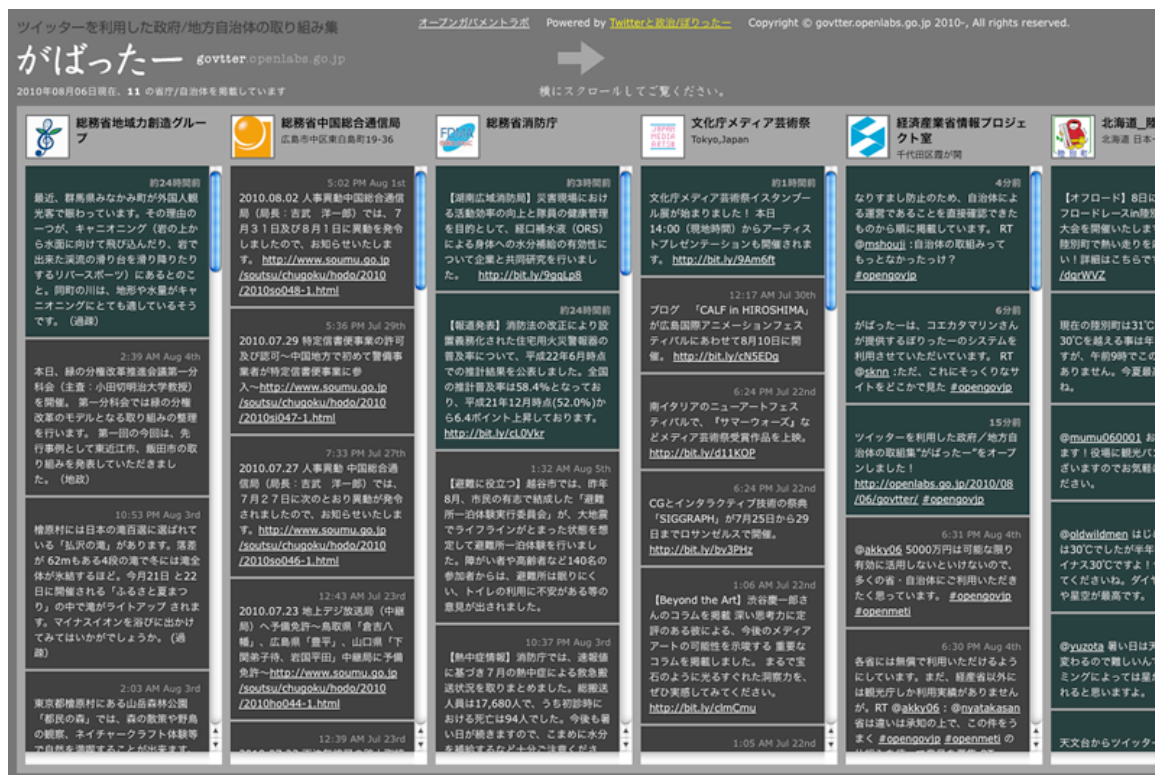 ツイッターを利用した政府/地方自治体の取り組み集
オープンガバメントラボ Powered by Twitterと政治/ぽりったー Copyright © govtter.openlabs.go.jp 2010-, All rights reserved.
がばったー govtter.openlabs.go.jp
2010年08月06日現在、11 の省庁/自治体を掲載しています
横にスクロールしてご覧ください。
総務省地域力創造グルー
プ
約24時間前
最近、群馬県みなかみ町が外国人観
光客で賑わっています。その理由の
一つが、キャニオニング（岩の上か
ら水面に向けて飛び込んだり、岩で
出来た渓流の滑り台を滑り降りたり
するリバースポーツ）にあるとのこ
と。同町の川は、地形や水量がキャ
ニオニングにとても適しているそう
です。（過疎）
2:39 AM Aug 4th
本日、緑の分権改革推進会議第一分
科会（主査：小田切明治大学教授）
を開催。 第一分科会では緑の分権
改革のモデルとなる取り組みの整理
を行います。 第一回の今回は、先
行事例として東近江市、飯田市の取
り組みを発表していただきまし
た。（地政）
10:53 PM Aug 3rd
檜原村には日本の滝百選に選ばれて
いる「払沢の滝」があります。落差
が 62mもある4段の滝で冬には滝全
体が氷結するほど。今月21日 と22
日に開催される「ふるさと夏まつ
り」の中で滝がライトアップ されま
す。マイナスイオンを浴びに出かけ
てみてはいかがでしょうか。（過
疎）
2:03 AM Aug 3rd
東京都檜原村にある山岳森林公園
「都民の森」では、森の散策や野鳥
の観察、ネイチャークラフト体験等
で自然を満喫することが出来ます。
総務省中国総合通信局
広島市中区東白島町19-36
5:02 PM Aug 1st
2010.08.02 人事異動中国総合通信
局（局長：吉武 洋一郎）では、７
月３１日及び８月１日に異動を発令
しましたので、お知らせいたしま
す。 http://www.soumu.go.jp
/soutsu/chugoku/hodo/2010
/2010so048-1.html
5:36 PM Jul 29th
2010.07.29 特定信書便事業の許可
及び認可～中国地方で初めて警備事
業者が特定信書便事業に参
入～http://www.soumu.go.jp
/soutsu/chugoku/hodo/2010
/2010si047-1.html
7:33 PM Jul 27th
2010.07.27 人事異動 中国総合通
信局（局長：吉武 洋一郎）では、
７月２７日に次のとおり異動が発令
されましたので、お知らせいたしま
す。http://www.soumu.go.jp
/soutsu/chugoku/hodo/2010
/2010so046-1.html
12:43 AM Jul 23rd
2010.07.23 地上デジ放送局（中継
局）へ予備免許～鳥取県「倉吉八
幡」、広島県「豊平」、山口県「下
関弟子待、岩国平田」中継局に予備
免許～http://www.soumu.go.jp
/soutsu/chugoku/hodo/2010
/2010ho044-1.html
12:39 AM Jul 23rd
総務省消防庁
約3時間前
【湖南広域消防局】災害現場におけ
る活動効率の向上と隊員の健康管理
を目的として、経口補水液（ORS）
による身体への水分補給の有効性に
ついて企業と共同研究を行いまし
た。 http://bit.ly/9gqLp8
約24時間前
【報道発表】消防法の改正により設
置義務化された住宅用火災警報器の
普及率について、平成22年6月時点
での推計結果を公表しました。全国
の推計普及率は58.4%となってお
り、平成21年12月時点(52.0%)か
ら6.4ポイント上昇しております。
http://bit.ly/cL0Vkr
1:32 AM Aug 5th
【避難に役立つ】越谷市では、昨年
8月、市民の有志で結成した「避難
所一泊体験実行委員会」が、大地震
でライフラインがとまった状態を想
定して避難所一泊体験を行いまし
た。障がい者や高齢者など140名の
参加者からは、避難所は眠りにく
い、トイレの利用に不安がある等の
意見が出されました。
10:37 PM Aug 3rd
【熱中症情報】消防庁では、速報値
に基づき７月の熱中症による救急搬
送状況を取りまとめました。総搬送
人員は17,680人で、うち初診時に
おける死亡は94人でした。今後も暑
い日が続きますので、こまめに水分
を補給するなど十分ご注意くださ
文化庁メディア芸術祭
Tokyo,Japan
約1時間前
文化庁メディア芸術祭イスタンブー
ル展が始まりました！ 本日
14:00（現地時間）からアーティス
トプレゼンテーションも開催されま
す。 http://bit.ly/9Am6ft
12:17 AM Jul 30th
ブログ 「CALF in HIROSHIMA」
が広島国際アニメーションフェス
ティバルにあわせて8月10日に開
催。 http://bit.ly/cN5EDg
6:24 PM Jul 22nd
南イタリアのニューアートフェス
ティバルで、『サマーウォーズ』な
どメディア芸術祭受賞作品を上映。
http://bit.ly/d11KOP
6:24 PM Jul 22nd
CGとインタラクティブ技術の祭典
「SIGGRAPH」が7月25日から29
日までロサンゼルスで開催。
http://bit.ly/bv3PHz
1:06 AM Jul 22nd
【Beyond the Art】渋谷慶一郎さ
んのコラムを掲載 深い思考力に定
評のある彼による、今後のメディア
アートの可能性を示唆する 重要な
コラムを掲載しました。 まるで宝
石のように光るすぐれた洞察力を、
ぜひ実感してみてください。
http://bit.ly/clmCmu
1:05 AM Jul 22nd
経済産業省情報プロジェ
クト室
千代田区霞が関
4分前
なりすまし防止のため、自治体によ
る運営であることを直接確認できた
ものから順に掲載しています。 RT
@mshouji :自治体の取組みって
もっとなかったっけ？
#opengovjp
6分前
がばったーは、コエカタマリンさん
が提供するぽりったーのシステムを
利用させていただいています。 RT
@sknn :ただ、これにそっくりなサ
イトをどこかで見た #opengovjp
15分前
ツイッターを利用した政府／地方自
治体の取組集"がばったー"をオープ
ンしました！
http://openlabs.go.jp/2010/08
/06/govtter/ #opengovjp
6:31 PM Aug 4th
@akky06 5000万円は可能な限り
有効に活用しないといけないので、
多くの省・自治体にご利用いただき
たく思っています。 #opengovjp
#openmeti
6:30 PM Aug 4th
各省には無償で利用いただけるよう
にしています。まだ、経産省以外に
は観光庁しか利用実績がありません
が。RT @akky06：@nyatakasan
省は違いは承知の上で、この件をう
まく #opengovjp #openmeti の
北海道_陸
北海道 日本一
【オフロード】8日に
フロードレースin陸別
大会を開催いたします
陸別町で熱い走りを
い！詳細はこちらで
/dqrWVZ
現在の陸別町は31℃
30℃を越える事は年
すが、午前9時でこの
ありません。今夏最
ね。
@mumu060001 お
ます！役場に観光パン
ざいますのでお気軽に
ださい。
@oldwildmen はじ
は30℃でしたが半年
イナス30℃ですよ！
てくださいね。ダイヤ
や星空が最高です。
@yuzota 暑い日は天
変わるので難しいんで
ミングによっては星が
れると思いますよ。
天文台からツイッター